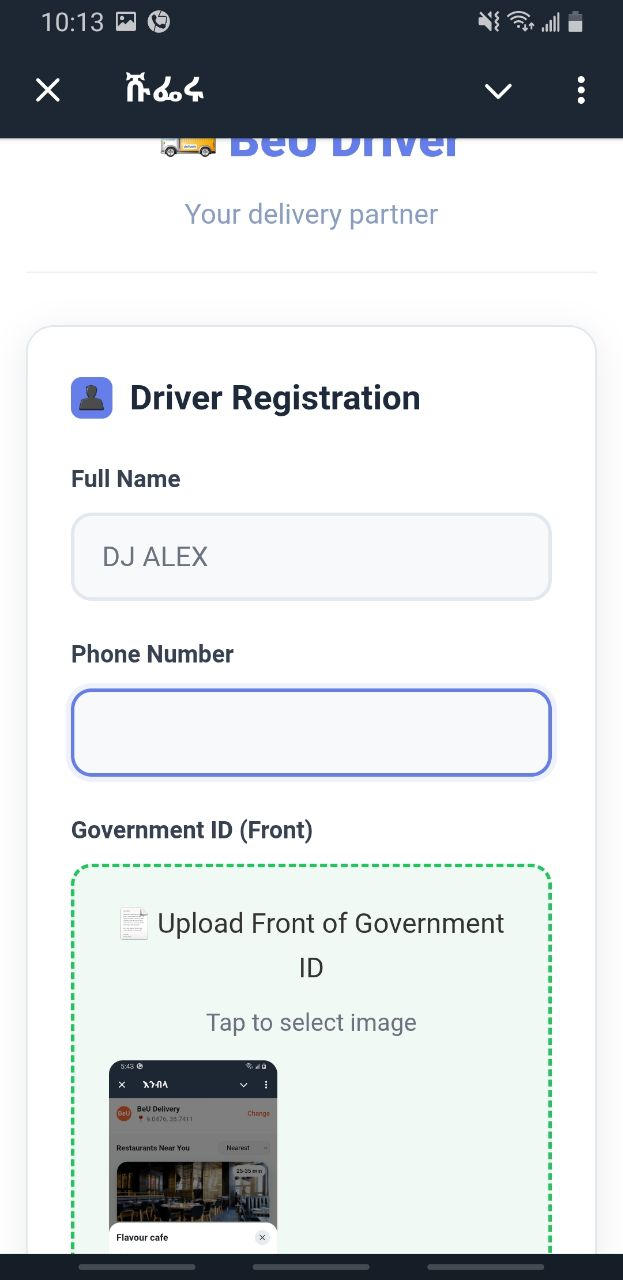 10:13
ሹፌሩ
BeU Driver
Your delivery partner
Driver Registration
Full Name
DJ ALEX
Phone Number
Government ID (Front)
Upload Front of Government
ID
Tap to select image
5:43
እንብላ
BeU
BeU Delivery
Change
9.0476, 38.7411
Restaurants Near You
Nearest
25-35 min
Flavour cafe